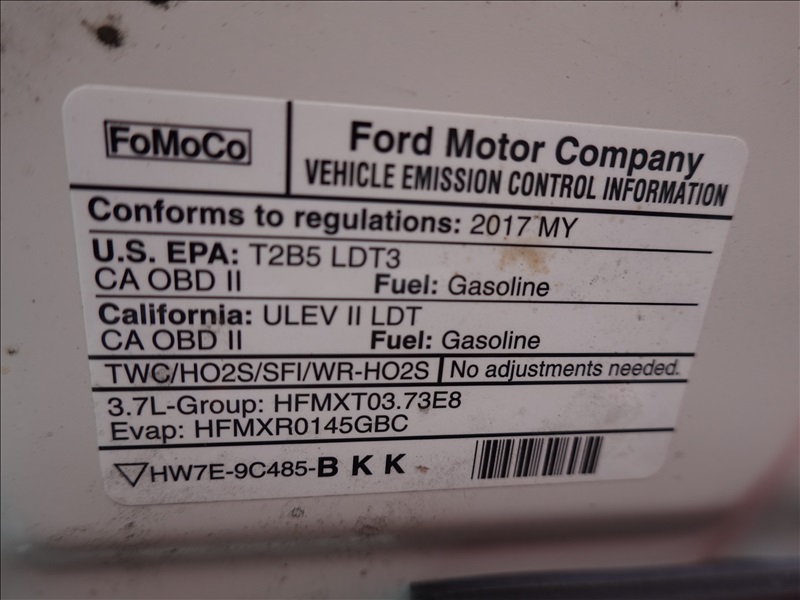 FoMoCo
Ford Motor Company
VEHICLE EMISSION CONTROL INFORMATION
Conforms to regulations: 2017 MY
U.S. EPA: T2B5 LDT3
CA OBD II Fuel: Gasoline
California: ULEV II LDT
CA OBD II Fuel: Gasoline
TWC/HO2S/SFI/WR-HO2S No adjustments needed.
3.7L-Group: HFMXT03.73E8
Evap: HFMXR0145GBC
HW7E-9C485-B K K